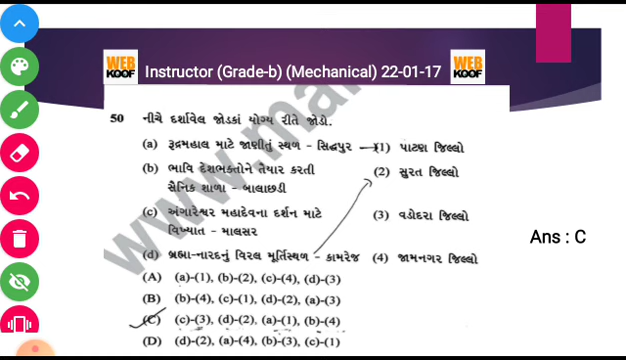 WEB
KOOF
Instructor (Grade-b) (Mechanical) 22-01-17
WEB
KOOF
50 નીચે દર્શાવેલ જોડકાં યોગ્ય રીતે જોડો.
(a) રૂદ્રમહાલ માટે જાણીતું સ્થળ - સિદ્ધપુર (1) પાટણ જિલ્લો
(b) ભાવિ દેશભક્તોને તૈયાર કરતી (2) સુરત જિલ્લો
સૈનિક શાળા - બાલાછડી
(c) અંગારેશ્વર મહાદેવના દર્શન માટે (3) વડોદરા જિલ્લો
વિખ્યાત - માલસર
Ans : C
(d) બ્રહ્મા-નારદનું વિરલ મૂર્તિસ્થળ - કામરેજ (4) જામનગર જિલ્લો
(A) (a)-(1), (b)-(2), (c)-(4), (d)-(3)
(B) (b)-(4), (c)-(1), (d)-(2), (a)-(3)
(C) (c)-(3), (d)-(2), (a)-(1), (b)-(4)
(D) (d)-(2), (a)-(4), (b)-(3), (c)-(1)